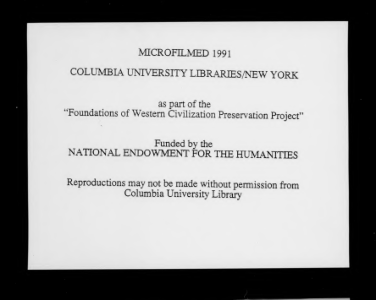 MICROFILMED 1991
COLUMBIA UNIVERSITY LIBRARIES/NEW YORK
as part of the
"Foundations of Western Civilization Preservation Project"
Funded by the
NATIONAL ENDOWMENT FOR THE HUMANITIES
Reproductions may not be made without permission from
Columbia University Library